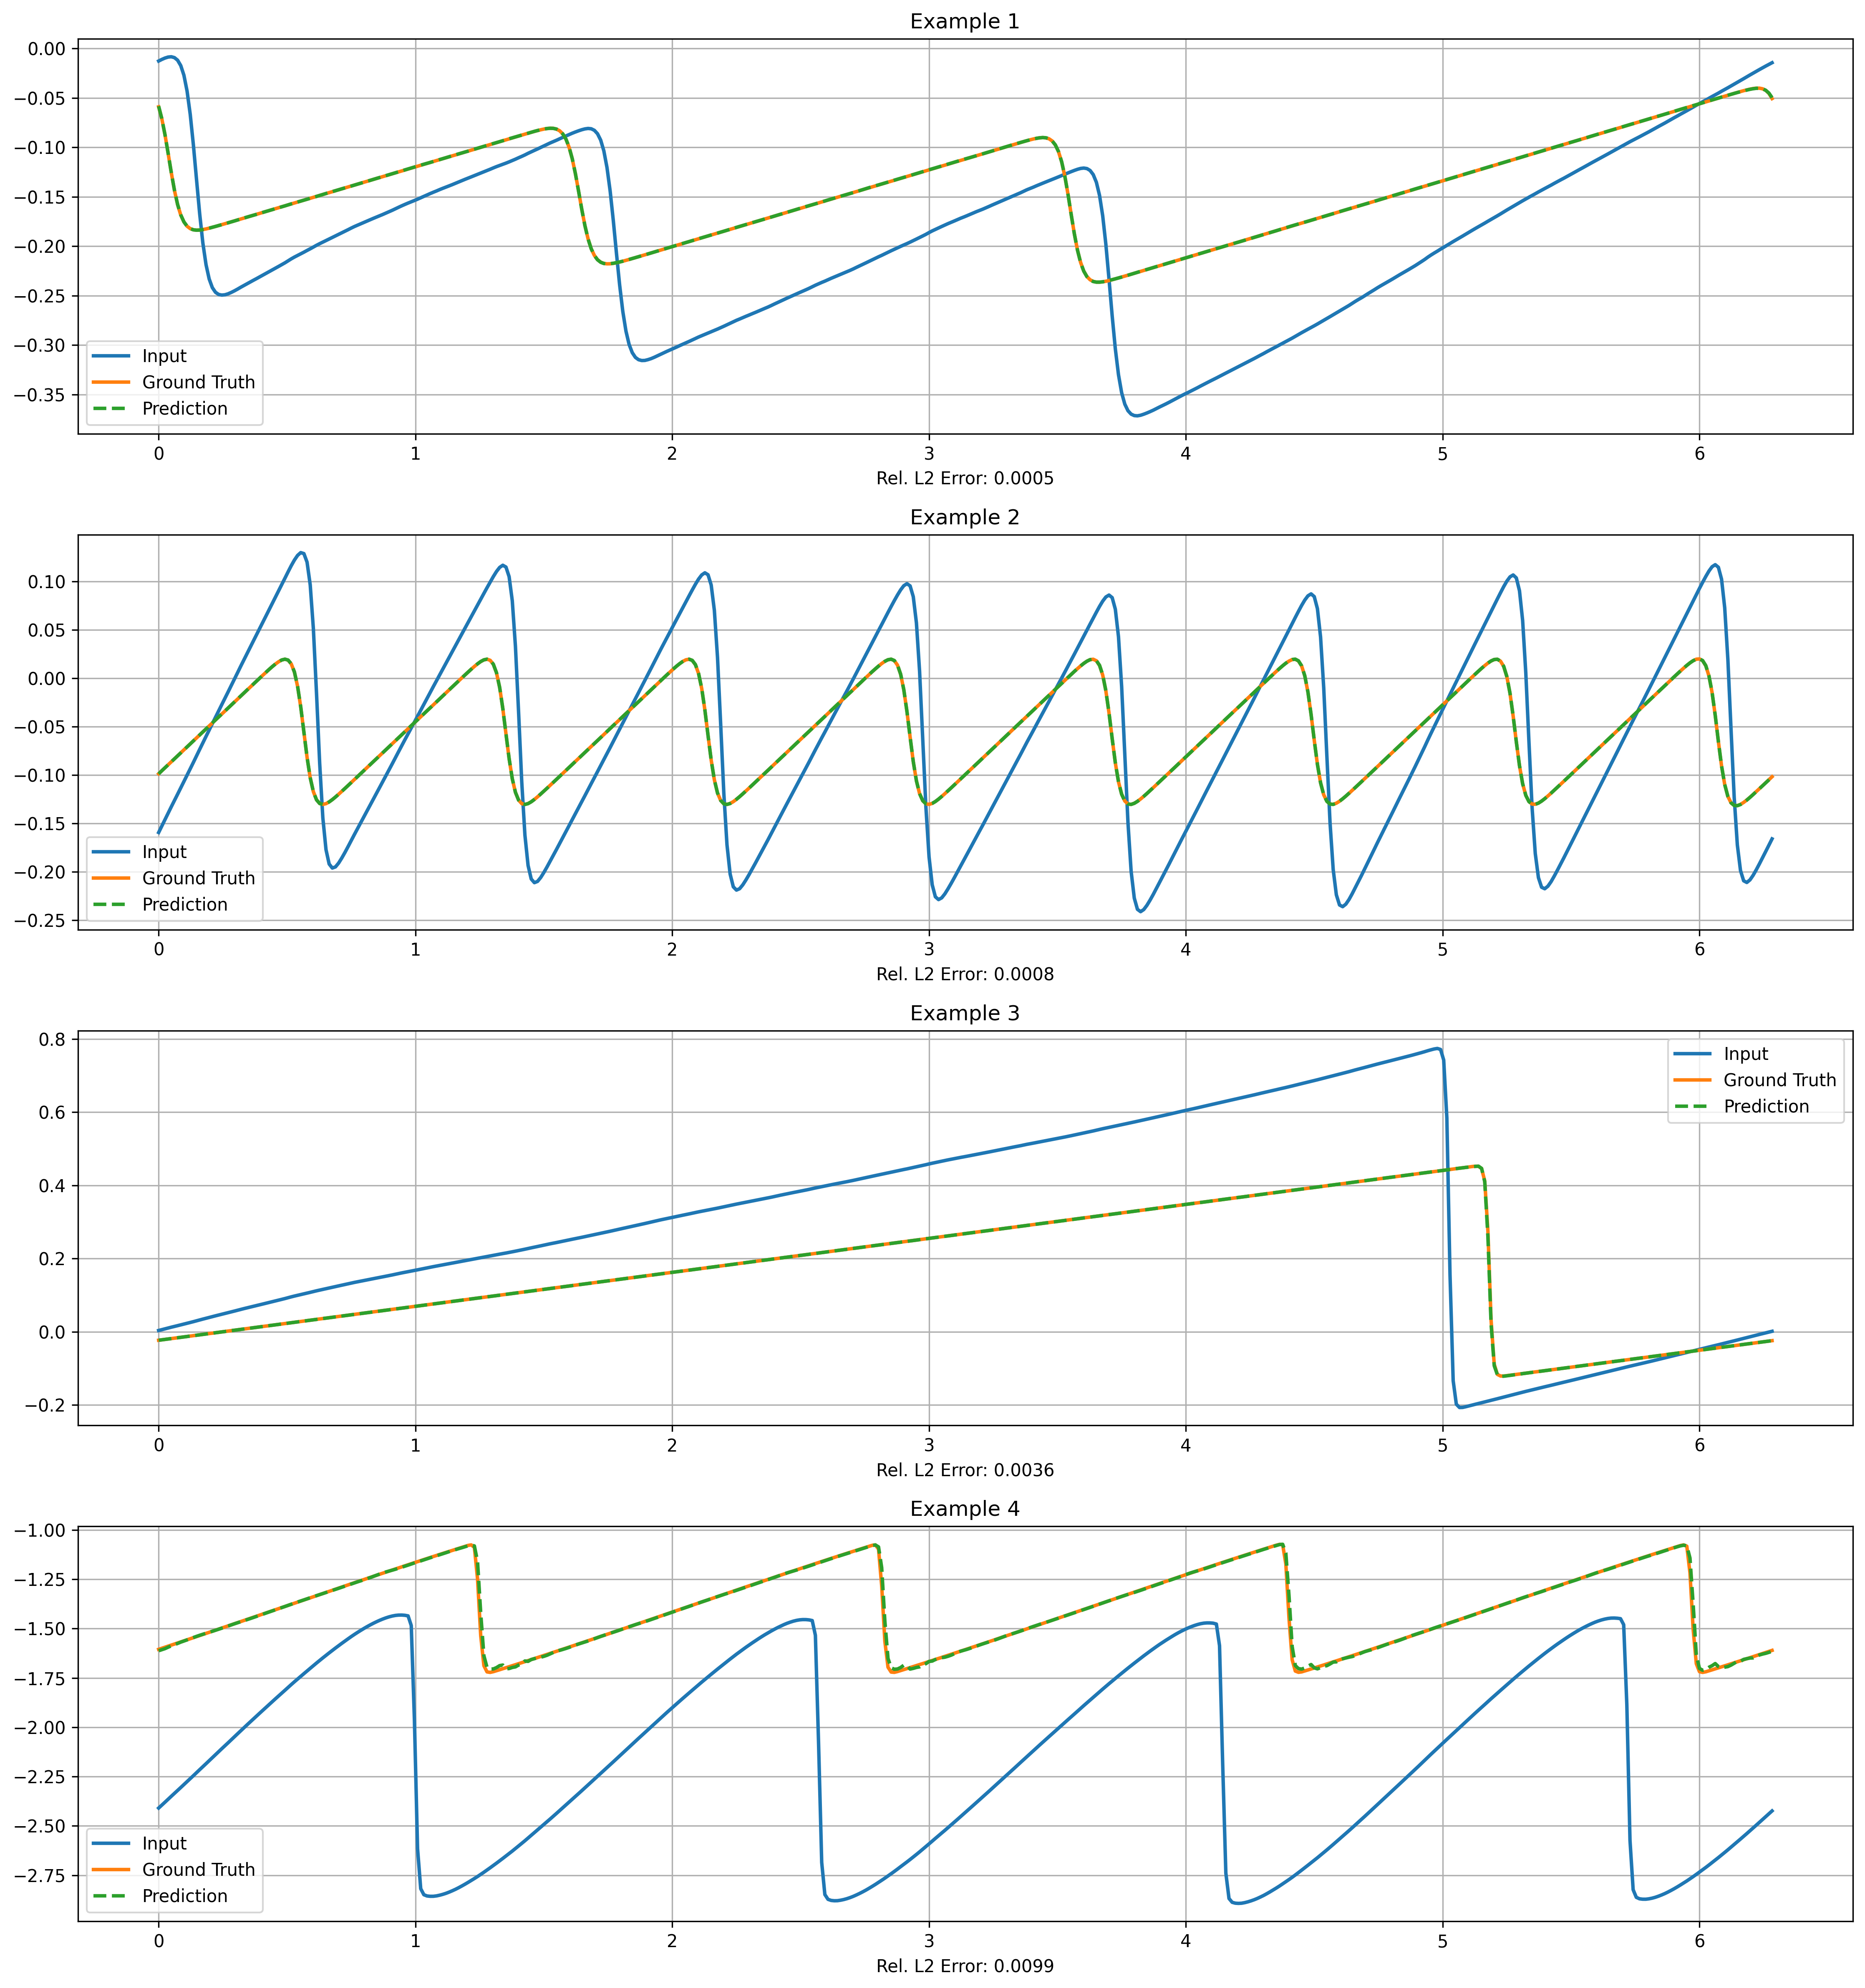 Example 1
0.00
−0.05
−0.10
−0.15
−0.20
−0.25
−0.30
−0.35
Input
Ground Truth
Prediction
0 1 2 3 4 5 6
Rel. L2 Error: 0.0005
Example 2
0.10
0.05
0.00
−0.05
−0.10
−0.15
−0.20
−0.25
Input
Ground Truth
Prediction
0 1 2 3 4 5 6
Rel. L2 Error: 0.0008
Example 3
0.8
0.6
0.4
0.2
0.0
−0.2
Input
Ground Truth
Prediction
0 1 2 3 4 5 6
Rel. L2 Error: 0.0036
Example 4
−1.00
−1.25
−1.50
−1.75
−2.00
−2.25
−2.50
−2.75
Input
Ground Truth
Prediction
0 1 2 3 4 5 6
Rel. L2 Error: 0.0099